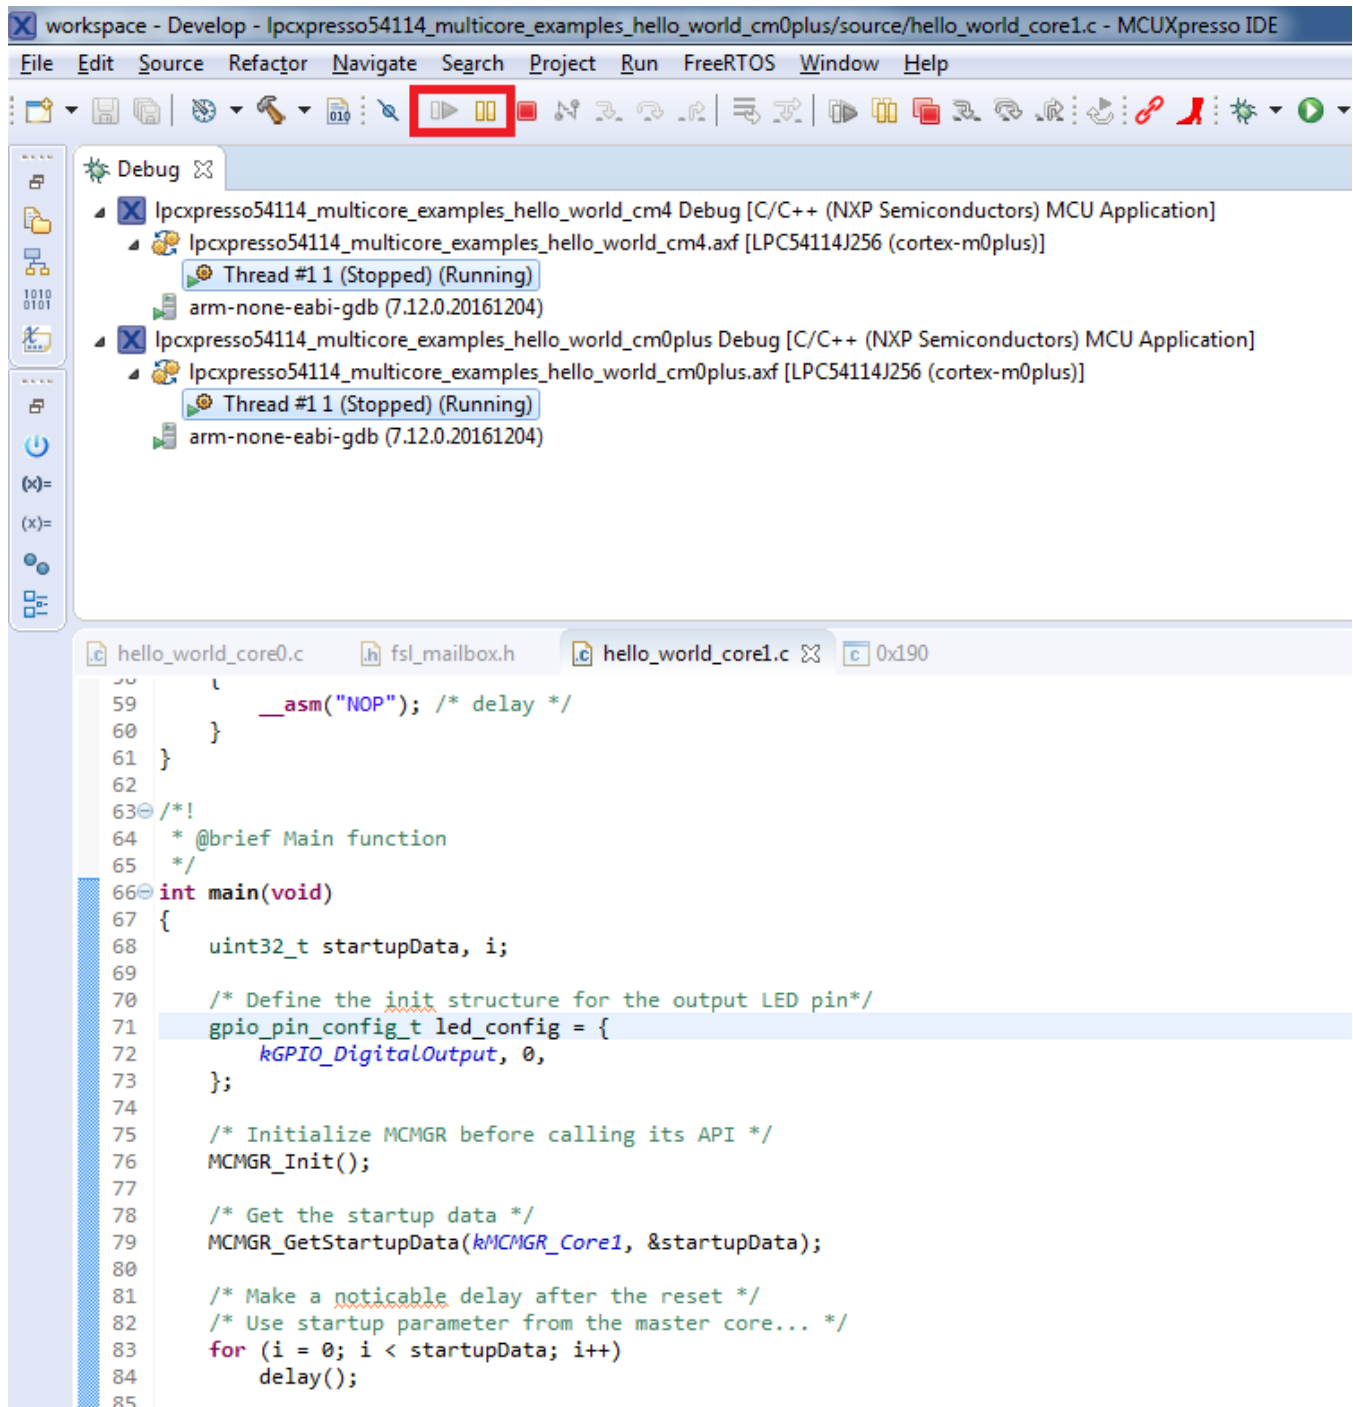 workspace - Develop - lpcxpresso54114_multicore_examples_hello_world_cm0plus/source/hello_world_core1.c - MCUXpresso IDE
File Edit Source Refactor Navigate Search Project Run FreeRTOS Window Help
010
Debug
lpcxpresso54114_multicore_examples_hello_world_cm4 Debug [C/C++ (NXP Semiconductors) MCU Application]
lpcxpresso54114_multicore_examples_hello_world_cm4.axf [LPC54114J256 (cortex-m0plus)]
Thread #1 1 (Stopped) (Running)
1010
0101
arm-none-eabi-gdb (7.12.0.20161204)
lpcxpresso54114_multicore_examples_hello_world_cm0plus Debug [C/C++ (NXP Semiconductors) MCU Application]
lpcxpresso54114_multicore_examples_hello_world_cm0plus.axf [LPC54114J256 (cortex-m0plus)]
Thread #1 1 (Stopped) (Running)
arm-none-eabi-gdb (7.12.0.20161204)
(x)=
(x)=
.c hello_world_core0.c .h fsl_mailbox.h .c hello_world_core1.c c 0x190
58 {
59 __asm("NOP"); /* delay */
60 }
61 }
62
63 /*!
64 * @brief Main function
65 */
66 int main(void)
67 {
68 uint32_t startupData, i;
69
70 /* Define the init structure for the output LED pin*/
71 gpio_pin_config_t led_config = {
72 kGPIO_DigitalOutput, 0,
73 };
74
75 /* Initialize MCMGR before calling its API */
76 MCMGR_Init();
77
78 /* Get the startup data */
79 MCMGR_GetStartupData(kMCMGR_Core1, &startupData);
80
81 /* Make a noticable delay after the reset */
82 /* Use startup parameter from the master core... */
83 for (i = 0; i < startupData; i++)
84 delay();
85